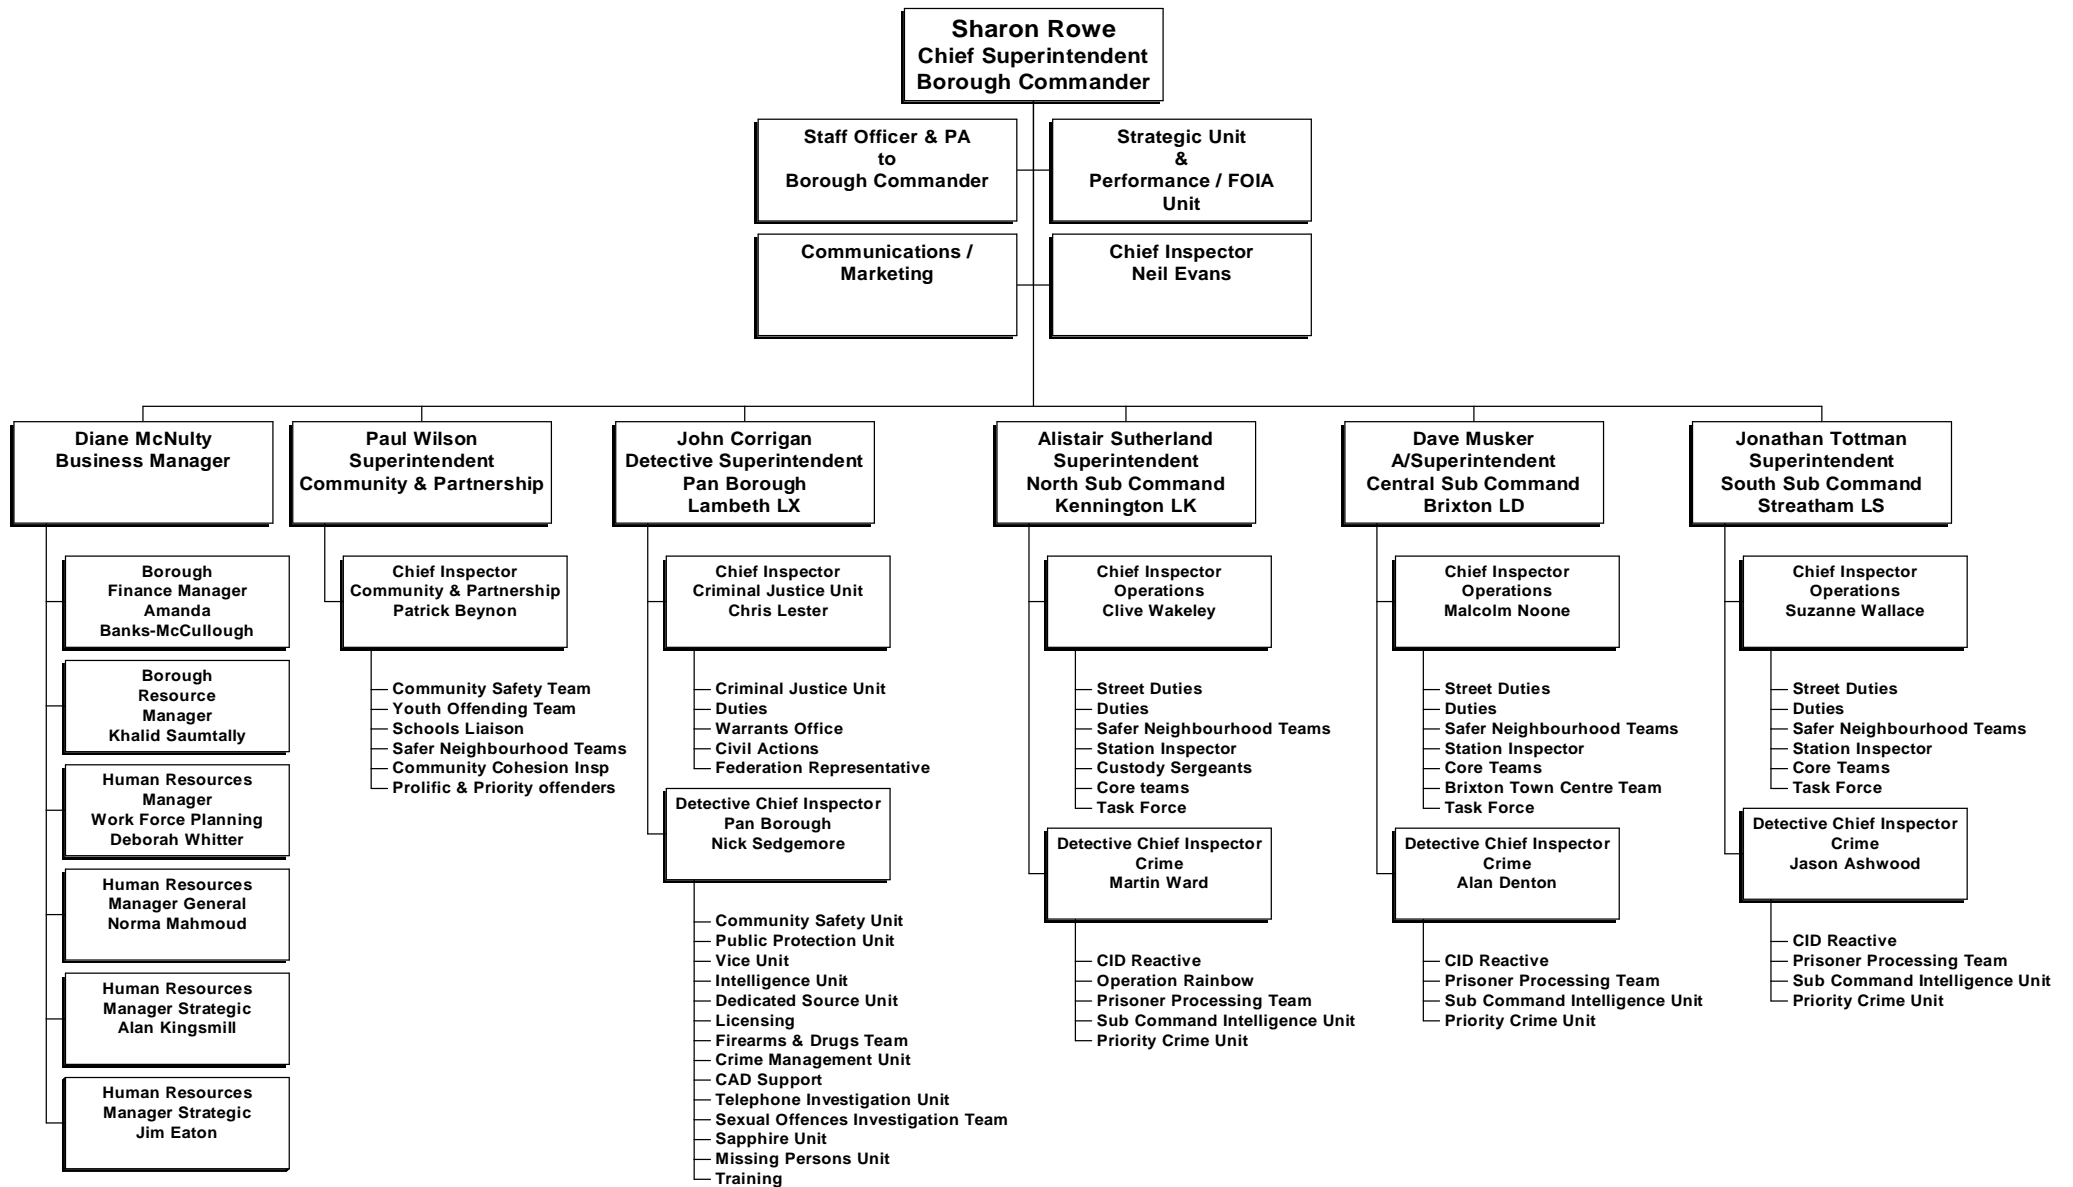 Sharon Rowe
Chief Superintendent
Borough Commander
Staff Officer & PA
to
Borough Commander
Strategic Unit
&
Performance / FOIA
Unit
Communications /
Marketing
Chief Inspector
Neil Evans
Diane McNulty
Business Manager
Borough
Finance Manager
Amanda
Banks-McCullough
Borough
Resource
Manager
Khalid Saumtally
Human Resources
Manager
Work Force Planning
Deborah Whitter
Human Resources
Manager General
Norma Mahmoud
Human Resources
Manager Strategic
Alan Kingsmill
Human Resources
Manager Strategic
Jim Eaton
Paul Wilson
Superintendent
Community & Partnership
Chief Inspector
Community & Partnership
Patrick Beynon
Community Safety Team
Youth Offending Team
Schools Liaison
Safer Neighbourhood Teams
Community Cohesion Insp
Prolific & Priority offenders
John Corrigan
Detective Superintendent
Pan Borough
Lambeth LX
Chief Inspector
Criminal Justice Unit
Chris Lester
Criminal Justice Unit
Duties
Warrants Office
Civil Actions
Federation Representative
Detective Chief Inspector
Pan Borough
Nick Sedgemore
Community Safety Unit
Public Protection Unit
Vice Unit
Intelligence Unit
Dedicated Source Unit
Licensing
Firearms & Drugs Team
Crime Management Unit
CAD Support
Telephone Investigation Unit
Sexual Offences Investigation Team
Sapphire Unit
Missing Persons Unit
Training
Alistair Sutherland
Superintendent
North Sub Command
Kennington LK
Chief Inspector
Operations
Clive Wakeley
Street Duties
Duties
Safer Neighbourhood Teams
Station Inspector
Custody Sergeants
Core teams
Task Force
Detective Chief Inspector
Crime
Martin Ward
CID Reactive
Operation Rainbow
Prisoner Processing Team
Sub Command Intelligence Unit
Priority Crime Unit
Dave Musker
A/Superintendent
Central Sub Command
Brixton LD
Chief Inspector
Operations
Malcolm Noone
Street Duties
Duties
Safer Neighbourhood Teams
Station Inspector
Core Teams
Brixton Town Centre Team
Task Force
Detective Chief Inspector
Crime
Alan Denton
CID Reactive
Prisoner Processing Team
Sub Command Intelligence Unit
Priority Crime Unit
Jonathan Tottman
Superintendent
South Sub Command
Streatham LS
Chief Inspector
Operations
Suzanne Wallace
Street Duties
Duties
Safer Neighbourhood Teams
Station Inspector
Core Teams
Task Force
Detective Chief Inspector
Crime
Jason Ashwood
CID Reactive
Prisoner Processing Team
Sub Command Intelligence Unit
Priority Crime Unit